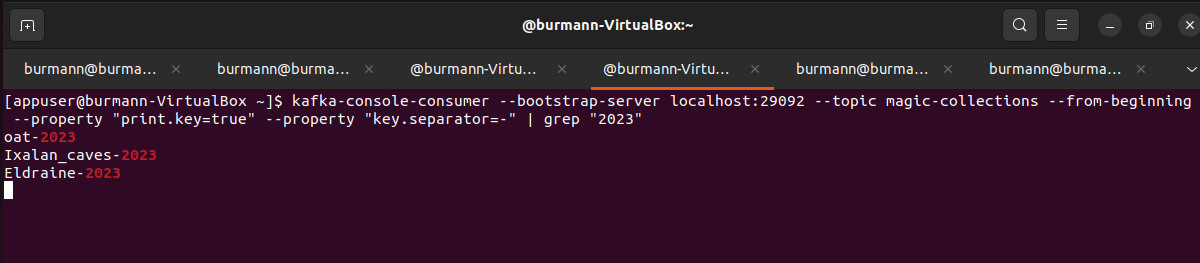 @burmann-VirtualBox:~
burmann@burma... × burmann@burma... × @burmann-Virtu... × @burmann-Virtu... × burmann@burma... × burmann@burma... ×
[appuser@burmann-VirtualBox ~]$ kafka-console-consumer --bootstrap-server localhost:29092 --topic magic-collections --from-beginning
--property "print.key=true" --property "key.separator=-" | grep "2023"
oat-2023
Ixalan_caves-2023
Eldraine-2023